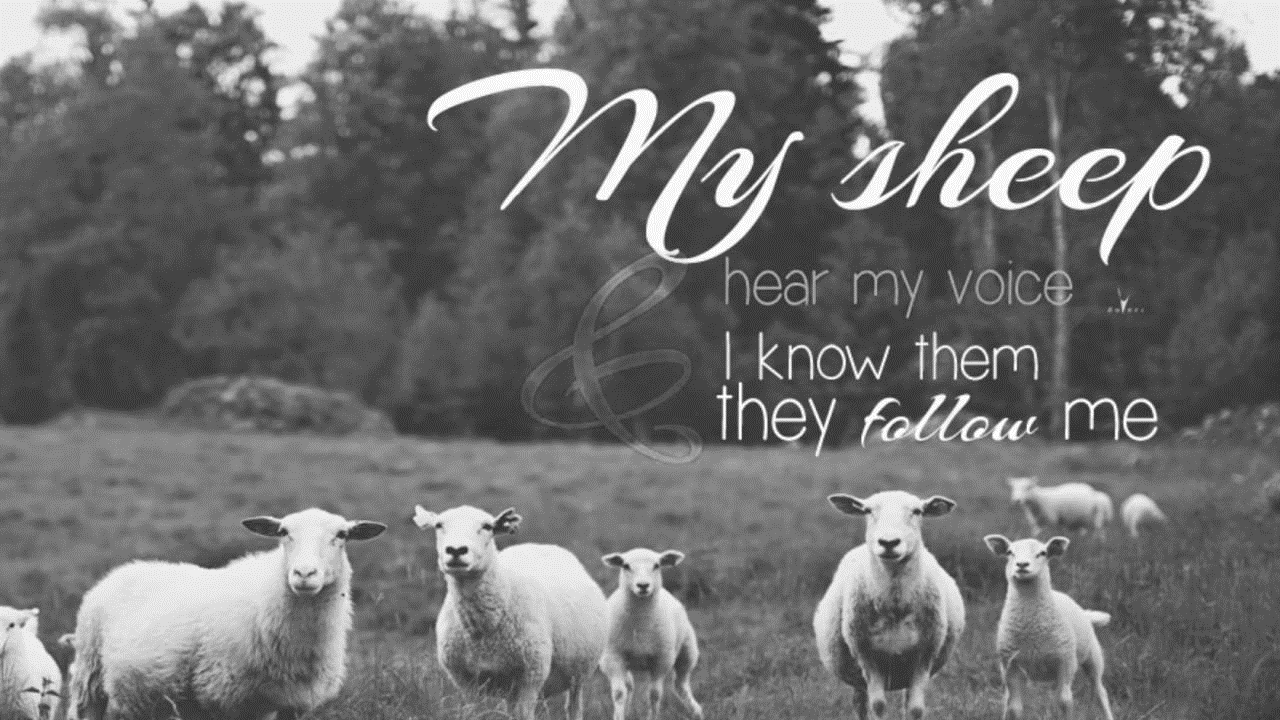 My sheep
hear my voice
& I know them
they follow me